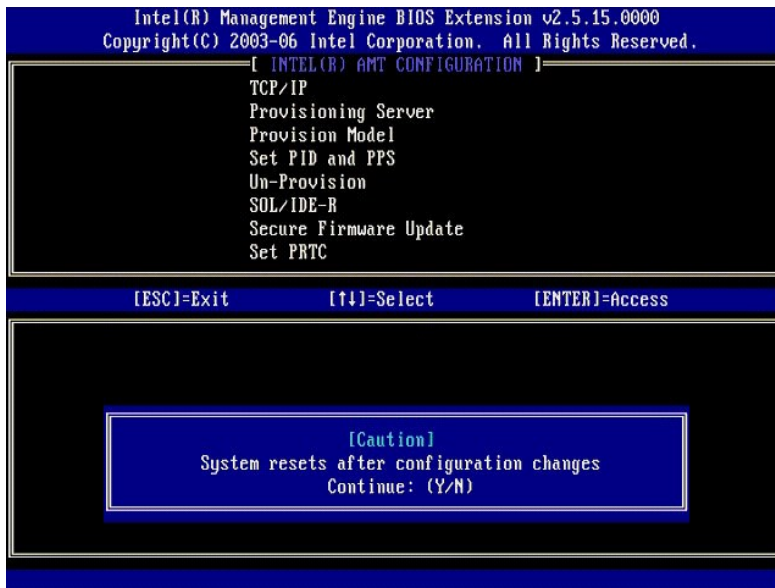 Intel(R) Management Engine BIOS Extension v2.5.15.0000
Copyright(C) 2003-06 Intel Corporation. All Rights Reserved.
[ INTEL(R) AMT CONFIGURATION ]
TCP/IP
Provisioning Server
Provision Model
Set PID and PPS
Un-Provision
SOL/IDE-R
Secure Firmware Update
Set PRTC
[ESC]=Exit [↑↓]=Select [ENTER]=Access
[Caution]
System resets after configuration changes
Continue: (Y/N)